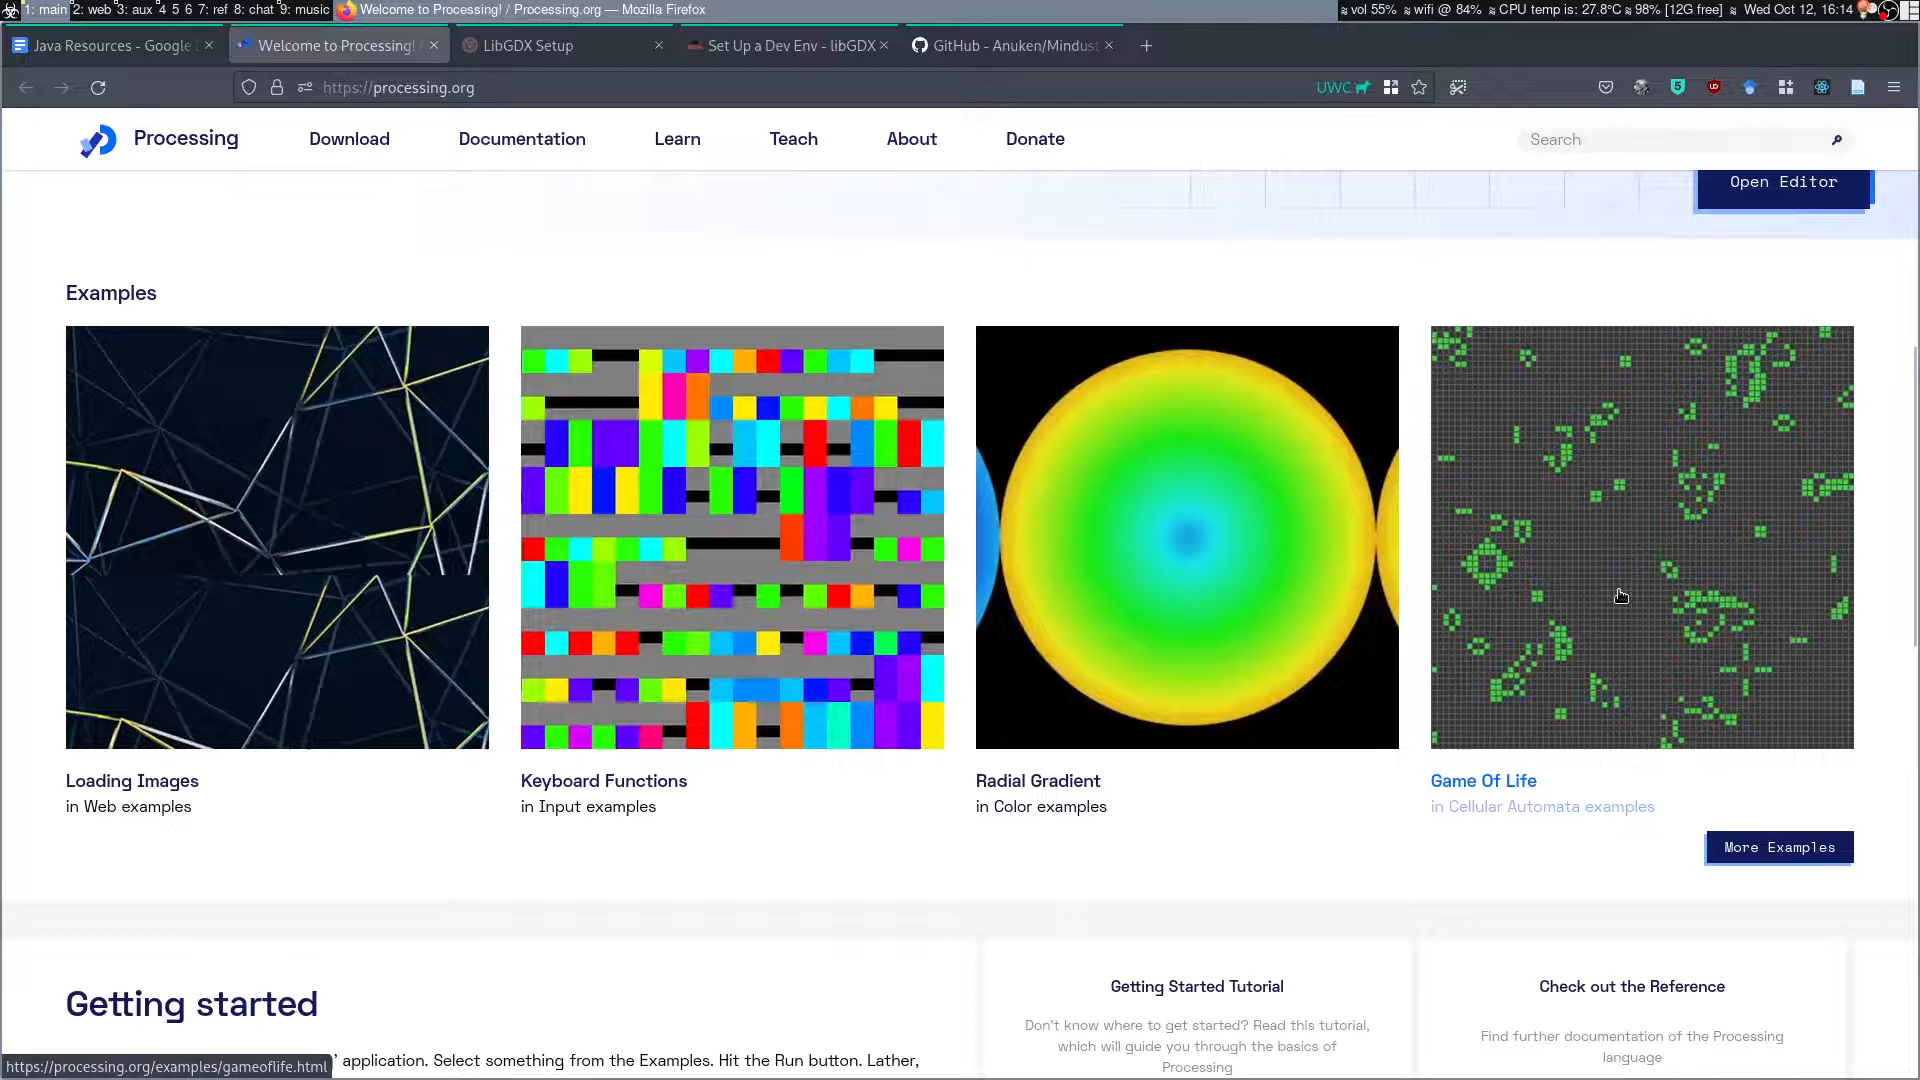 1: main 2: web 3: aux 4 5 6 7: ref 8: chat 9: music Welcome to Processing! / Processing.org — Mozilla Firefox vol 55% wifi @ 84% CPU temp is: 27.8°C 98% [12G free] Wed Oct 12, 16:14
Java Resources - Google Welcome to Processing! LibGDX Setup Set Up a Dev Env - libGDX GitHub - Anuken/Mindust
https://processing.org UWC 5
Processing Download Documentation Learn Teach About Donate Search
Open Editor
Examples
Loading Images Keyboard Functions Radial Gradient Game Of Life
in Web examples in Input examples in Color examples in Cellular Automata examples
More Examples
Getting started
Getting Started Tutorial
Don't know where to get started? Read this tutorial,
which will guide you through the basics of
Processing
Check out the Reference
Find further documentation of the Processing
language
' application. Select something from the Examples. Hit the Run button. Lather,
https://processing.org/examples/gameoflife.html